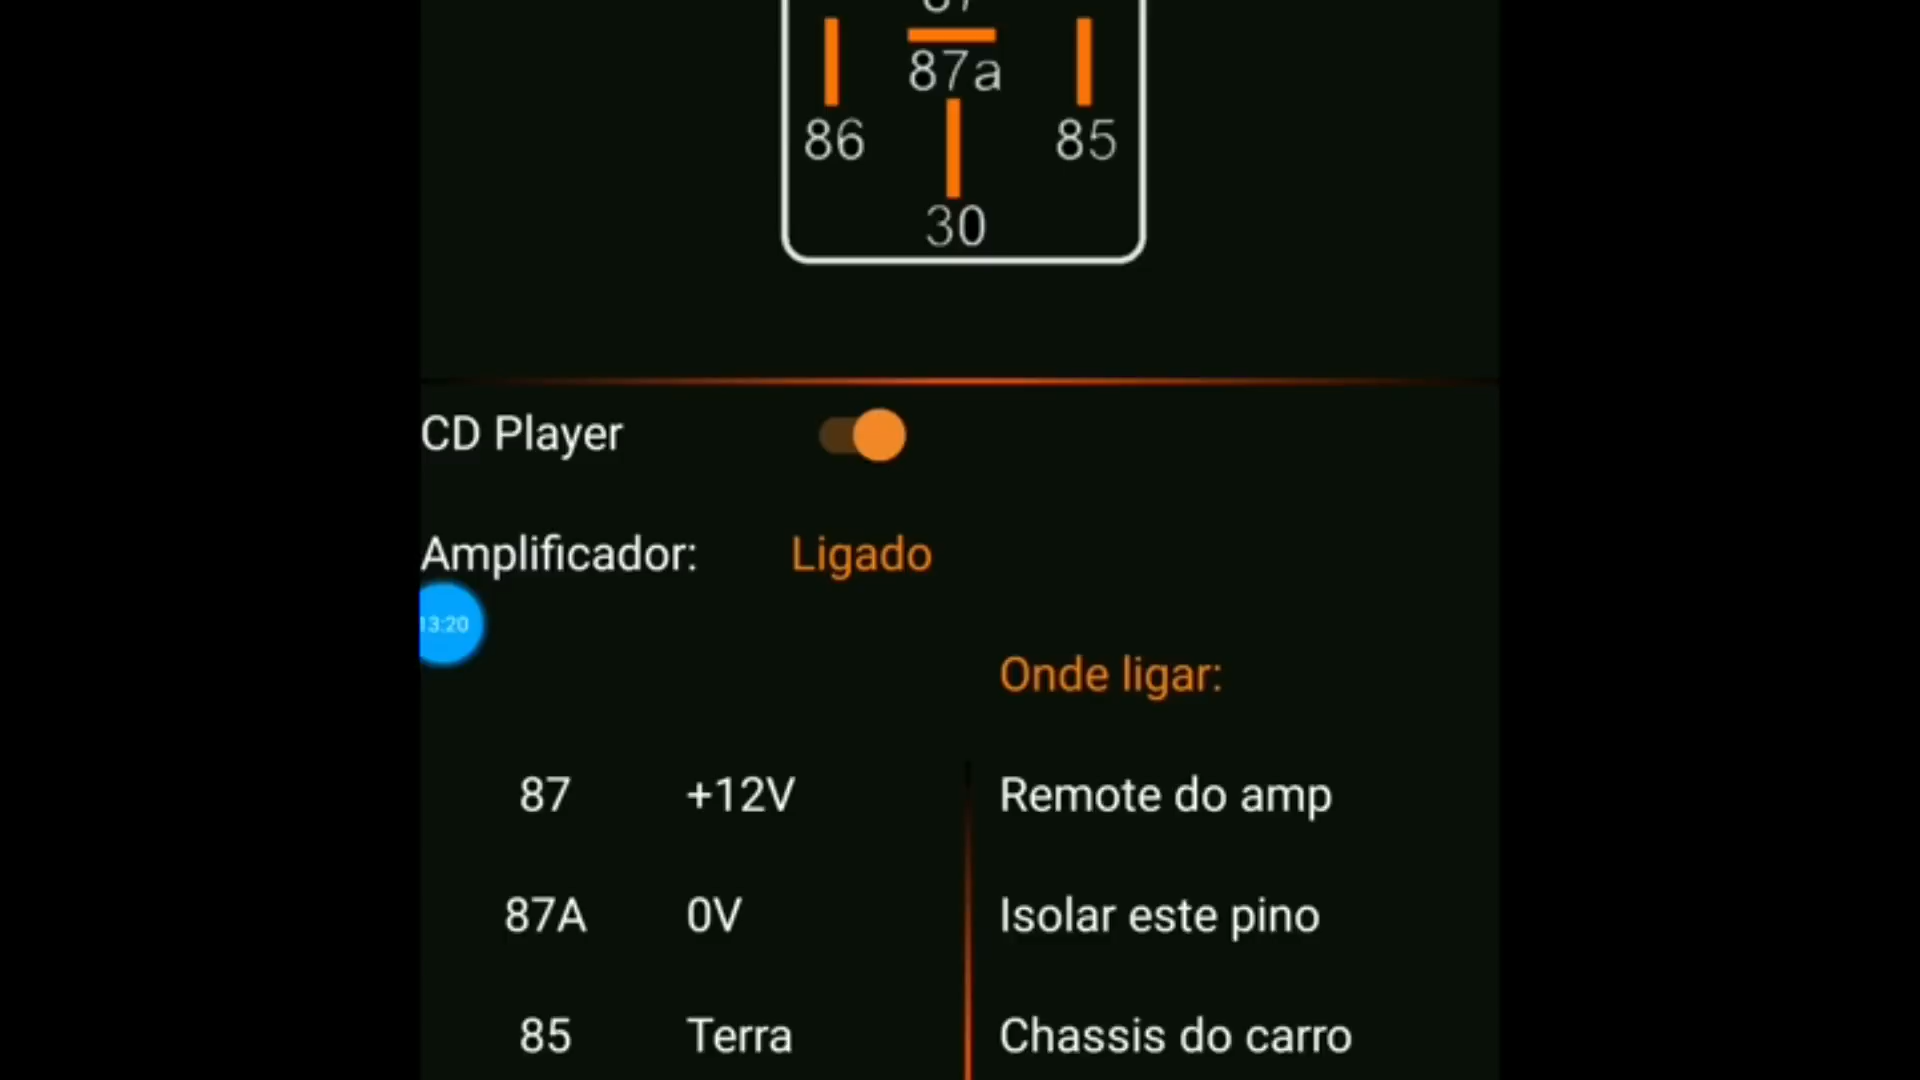 87
87a
86
85
30
CD Player
Amplificador: Ligado
13:20
Onde ligar:
87 +12V Remote do amp
87A 0V Isolar este pino
85 Terra Chassis do carro